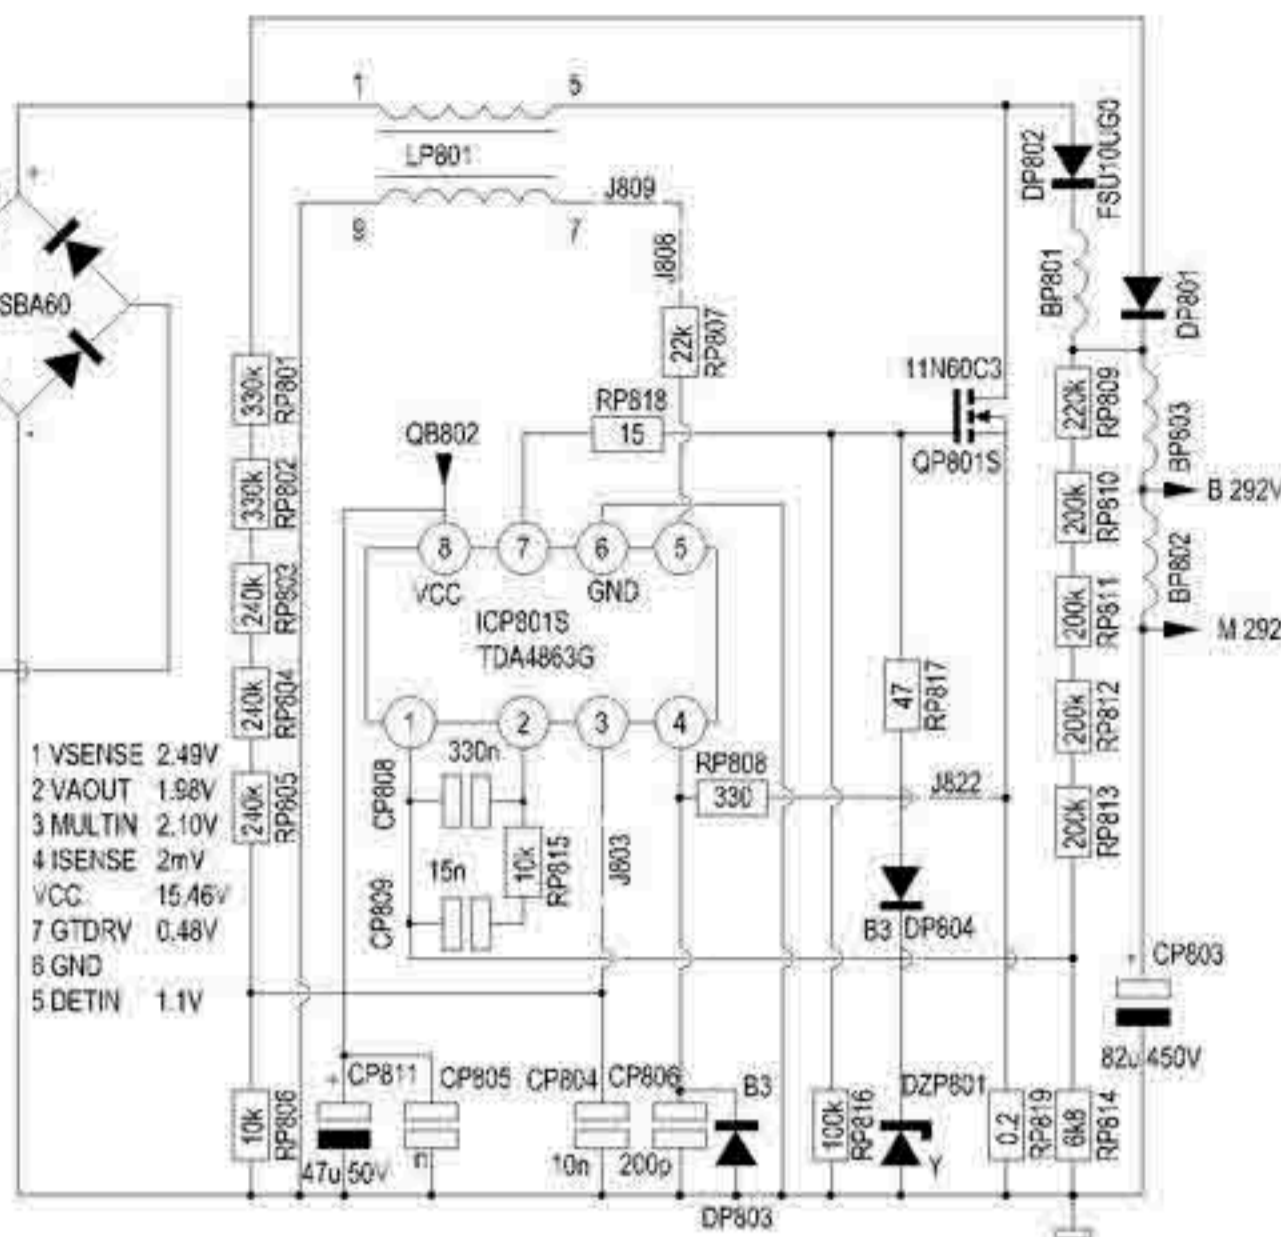 1
5
LP801
J809
8
7
J808
DP802
FSU10UG0
SBA60
BP801
DP801
22k
RP807
330k
RP801
RP818
15
11N60C3
220k
RP809
QB802
QP801S
BP803
330k
RP802
200k
RP810
B 292V
8
7
6
5
VCC
GND
240k
RP803
ICP801S
TDA4863G
200k
RP811
BP802
M 292
240k
RP804
47
RP817
200k
RP812
1
2
3
4
1 VSENSE 2.49V
2 VAOUT 1.98V
3 MULTIN 2.10V
4 ISENSE 2mV
VCC 15.46V
7 GTDRV 0.48V
6 GND
5 DETIN 1.1V
240k
RP805
CP808
330n
RP808
330
J822
200k
RP813
10k
RP815
J803
CP809
15n
B3 DP804
+ CP803
82u 450V
+ CP811
CP805
CP804
CP806
B3
DZP801
10k
RP806
47u 50V
n
10n
200p
100k
RP816
Y
0.2
RP819
6k8
RP814
DP803